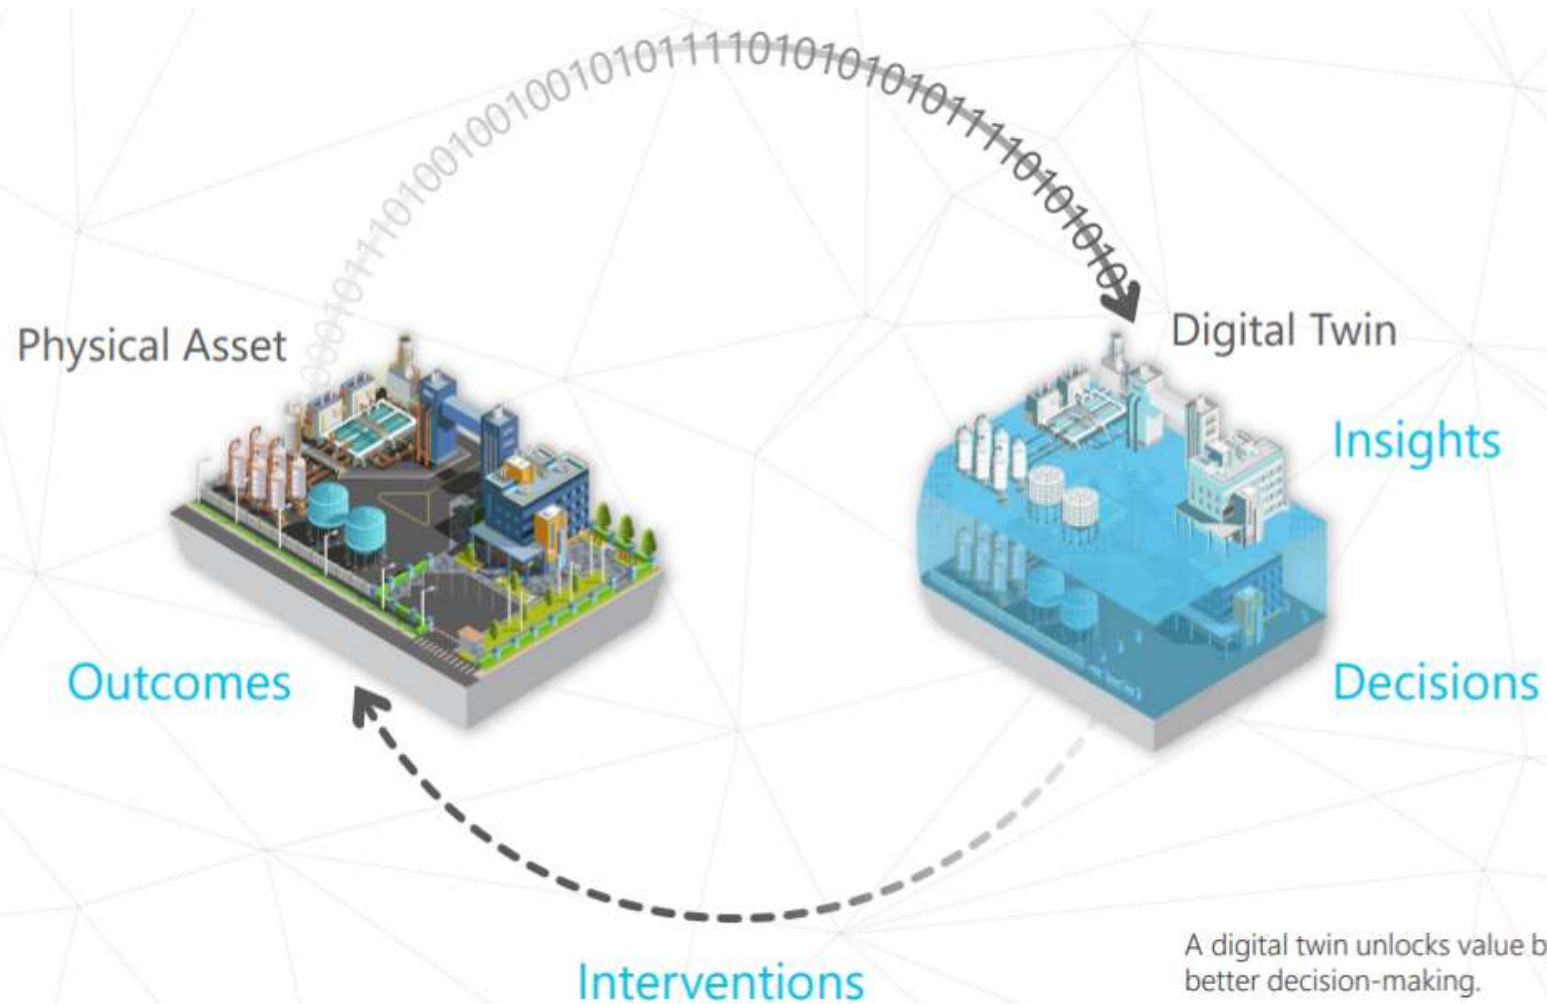 Physical Asset
Digital Twin
Insights
Outcomes
Decisions
Interventions
A digital twin unlocks value b
better decision-making.